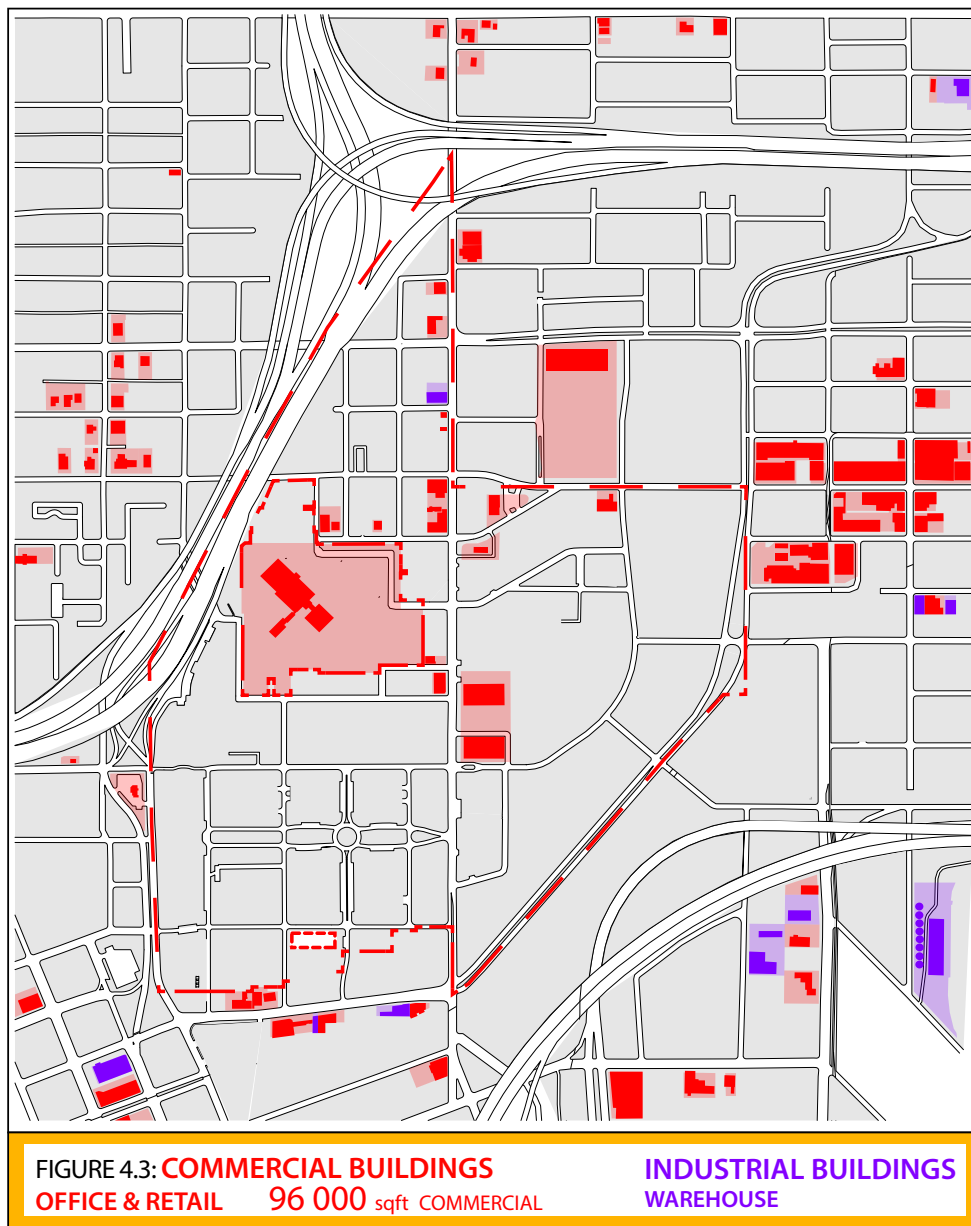 FIGURE 4.3: COMMERCIAL BUILDINGS
OFFICE & RETAIL 96 000 sqft COMMERCIAL
INDUSTRIAL BUILDINGS
WAREHOUSE